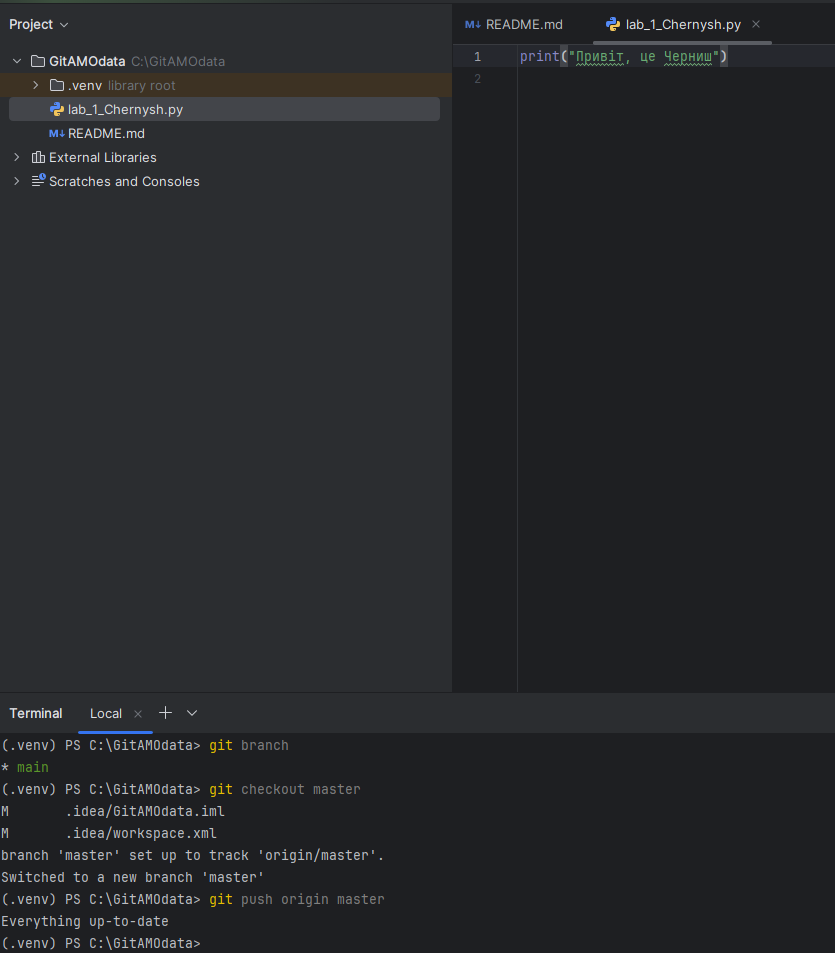 Project
README.md
lab_1_Chernysh.py
GitAMOdata C:\GitAMOdata
.venv library root
lab_1_Chernysh.py
README.md
External Libraries
Scratches and Consoles
1 print("Привіт, це Черниш")
2
Terminal Local
(.venv) PS C:\GitAMOdata> git branch
* main
(.venv) PS C:\GitAMOdata> git checkout master
M       .idea/GitAMOdata.iml
M       .idea/workspace.xml
branch 'master' set up to track 'origin/master'.
Switched to a new branch 'master'
(.venv) PS C:\GitAMOdata> git push origin master
Everything up-to-date
(.venv) PS C:\GitAMOdata>